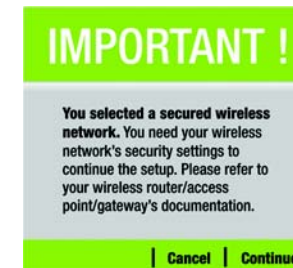 IMPORTANT !
You selected a secured wireless
network. You need your wireless
network's security settings to
continue the setup. Please refer to
your wireless router/access
point/gateway's documentation.
Cancel | Continue